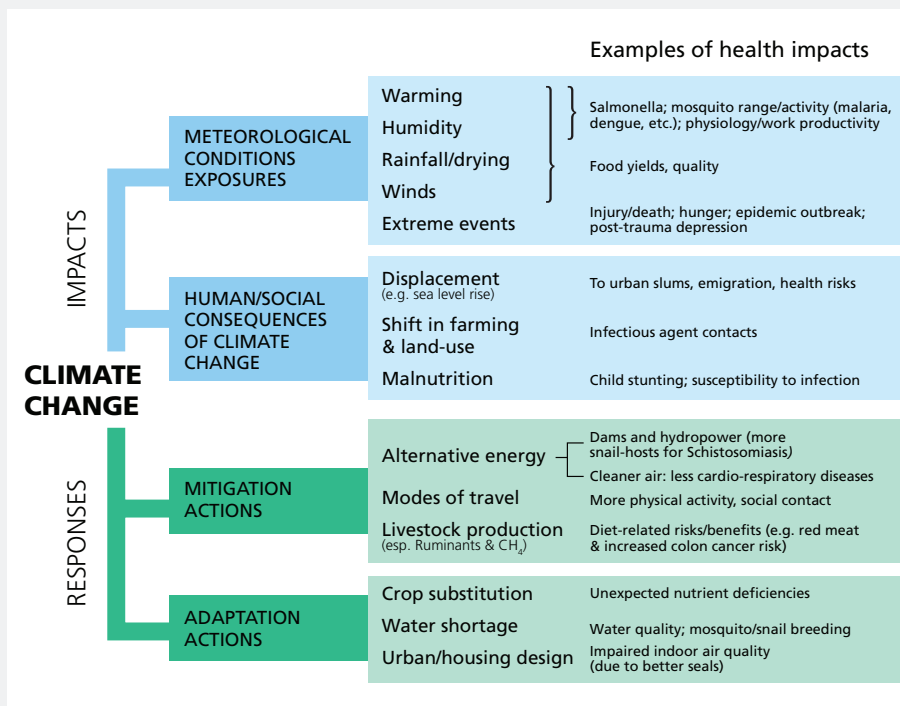 Examples of health impacts
IMPACTS
CLIMATE
CHANGE
RESPONSES
METEOROLOGICAL
CONDITIONS
EXPOSURES
Warming
Humidity
Rainfall/drying
Winds
Extreme events
Salmonella; mosquito range/activity (malaria,
dengue, etc.); physiology/work productivity
Food yields, quality
Injury/death; hunger; epidemic outbreak;
post-trauma depression
HUMAN/SOCIAL
CONSEQUENCES
OF CLIMATE
CHANGE
Displacement
(e.g. sea level rise)
To urban slums, emigration, health risks
Shift in farming
& land-use
Infectious agent contacts
Malnutrition
Child stunting; susceptibility to infection
MITIGATION
ACTIONS
Alternative energy
Dams and hydropower (more
snail-hosts for Schistosomiasis)
Cleaner air: less cardio-respiratory diseases
Modes of travel
More physical activity, social contact
Livestock production
(esp. Ruminants & CH₄)
Diet-related risks/benefits (e.g. red meat
& increased colon cancer risk)
ADAPTATION
ACTIONS
Crop substitution
Unexpected nutrient deficiencies
Water shortage
Water quality; mosquito/snail breeding
Urban/housing design
Impaired indoor air quality
(due to better seals)